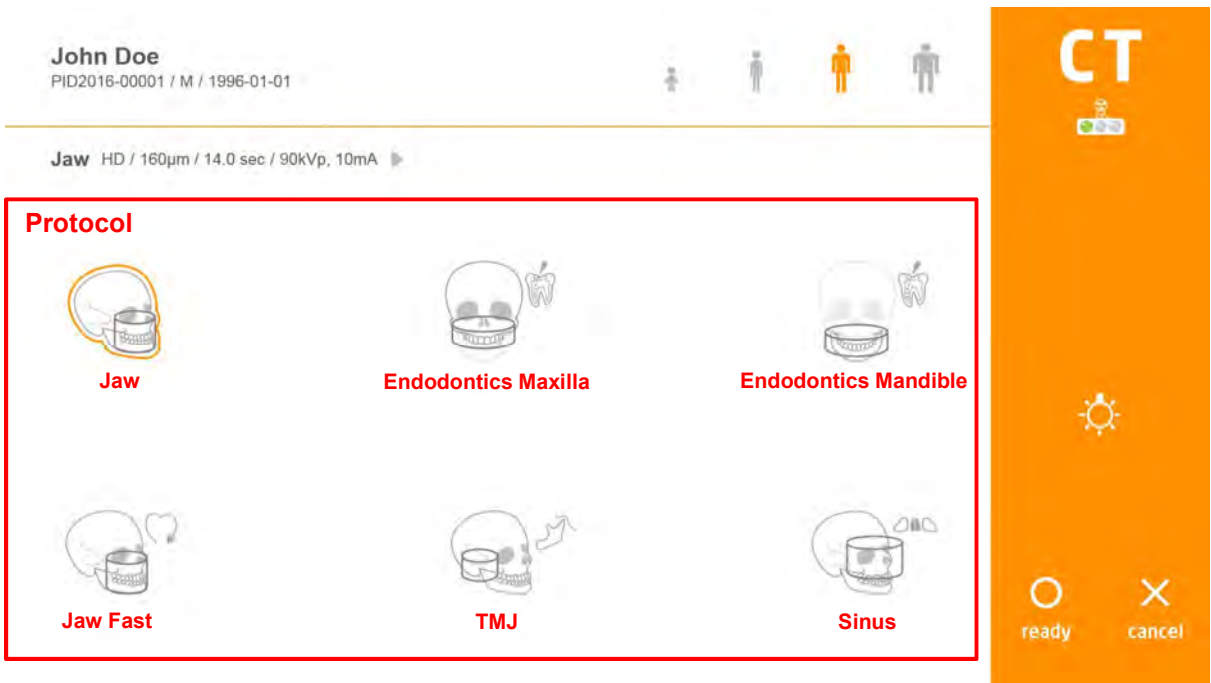 John Doe
PID2016-00001 / M / 1996-01-01
CT
Jaw HD / 160µm / 14.0 sec / 90kVp, 10mA
Protocol
Jaw
Endodontics Maxilla
Endodontics Mandible
Jaw Fast
TMJ
Sinus
ready
cancel